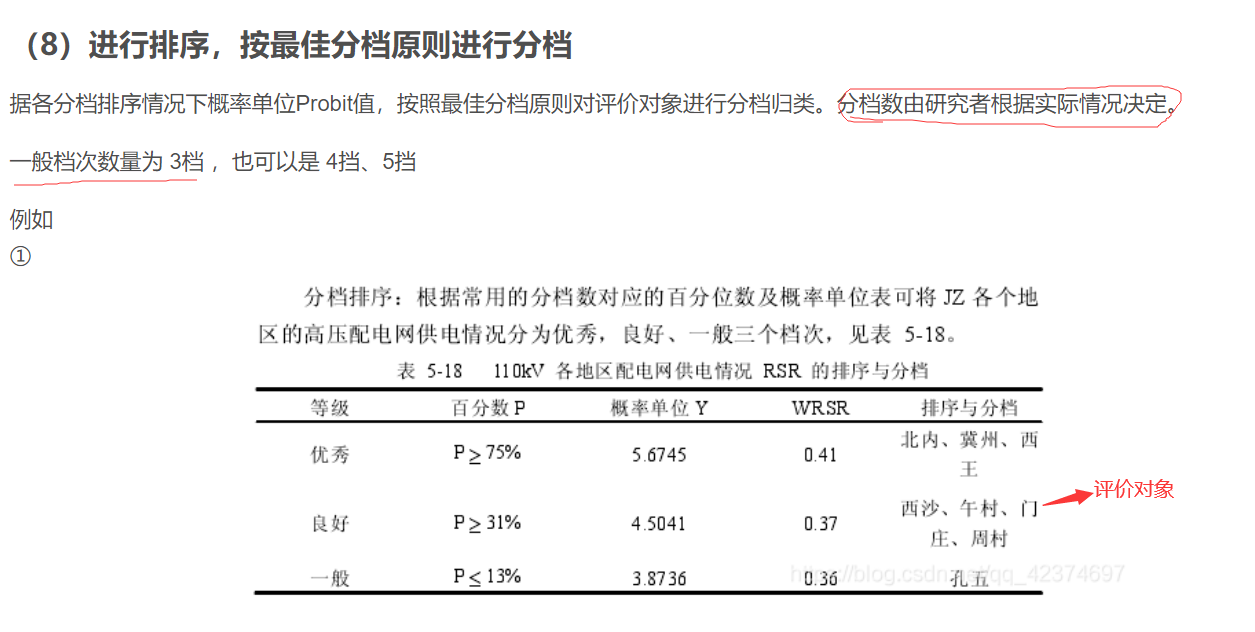 （8）进行排序，按最佳分档原则进行分档
据各分档排序情况下概率单位Probit值，按照最佳分档原则对评价对象进行分档归类。分档数由研究者根据实际情况决定。
一般档次数量为 3档 ，也可以是 4挡、5挡
例如
①
分档排序：根据常用的分档数对应的百分位数及概率单位表可将 JZ 各个地
区的高压配电网供电情况分为优秀，良好、一般三个档次，见表 5-18。
表 5-18 110kV 各地区配电网供电情况 RSR 的排序与分档
等级 百分数 P 概率单位 Y WRSR 排序与分档
优秀 P≥75% 5.6745 0.41 北内、冀州、西
王
良好 P≥31% 4.5041 0.37 西沙、午村、门
庄、周村
评价对象
一般 P≤13% 3.8736 0.36 孔五
https://blog.csdn.net/qq_42374697